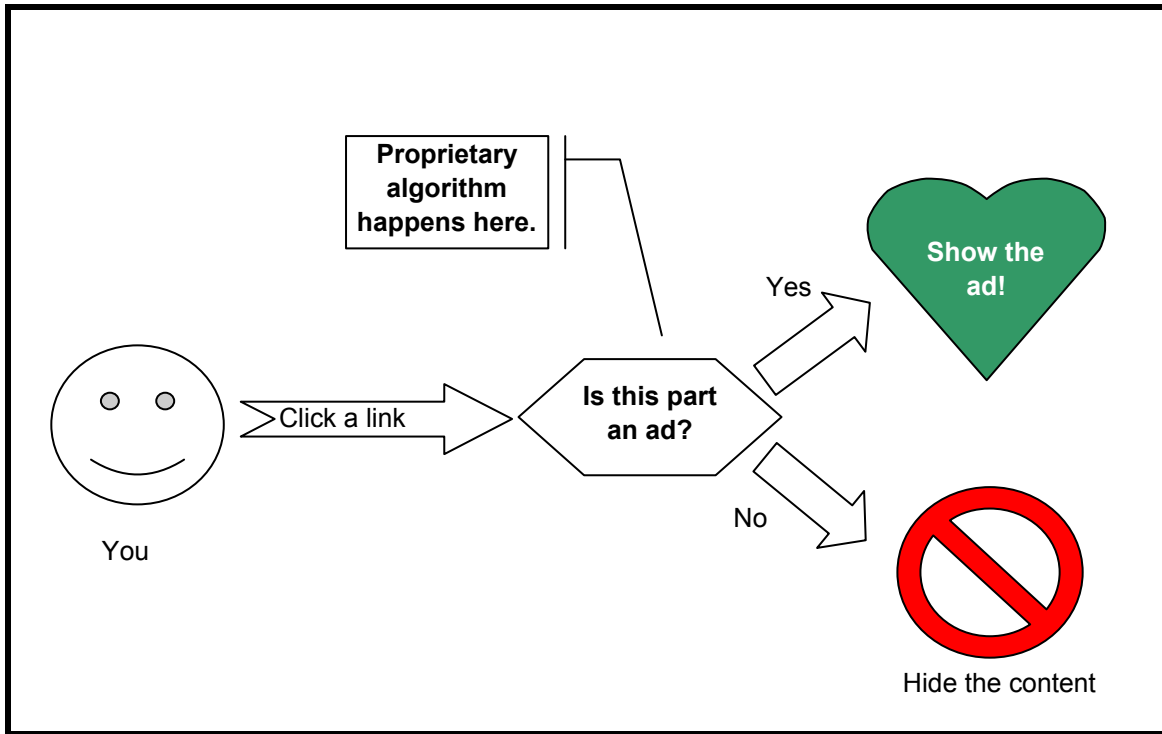 Proprietary
algorithm
happens here.
Show the
ad!
Yes
Click a link
Is this part
an ad?
No
You
Hide the content